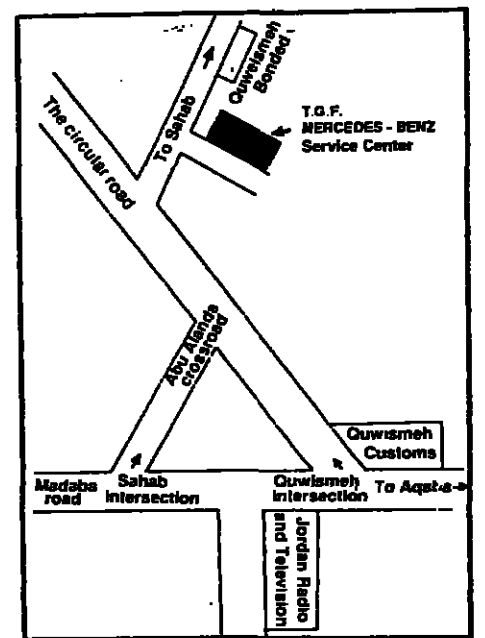 Quweismeh
Bonded
To Sahab
T.G.F.
MERCEDES - BENZ
Service Center
The circular road
Abu Alanda
crossroad
Quwismeh
Customs
Madaba
road
Sahab
intersection
Quwismeh
intersection
To Aqaba
Jordan Radio
and Television